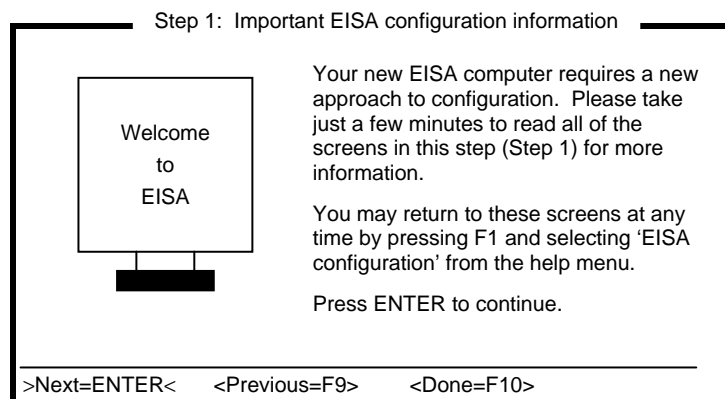 Step 1:  Important EISA configuration information
Welcome
to
EISA
Your new EISA computer requires a new
approach to configuration.  Please take
just a few minutes to read all of the
screens in this step (Step 1) for more
information.
You may return to these screens at any
time by pressing F1 and selecting ‘EISA
configuration’ from the help menu.
Press ENTER to continue.
>Next=ENTER<    <Previous=F9>    <Done=F10>